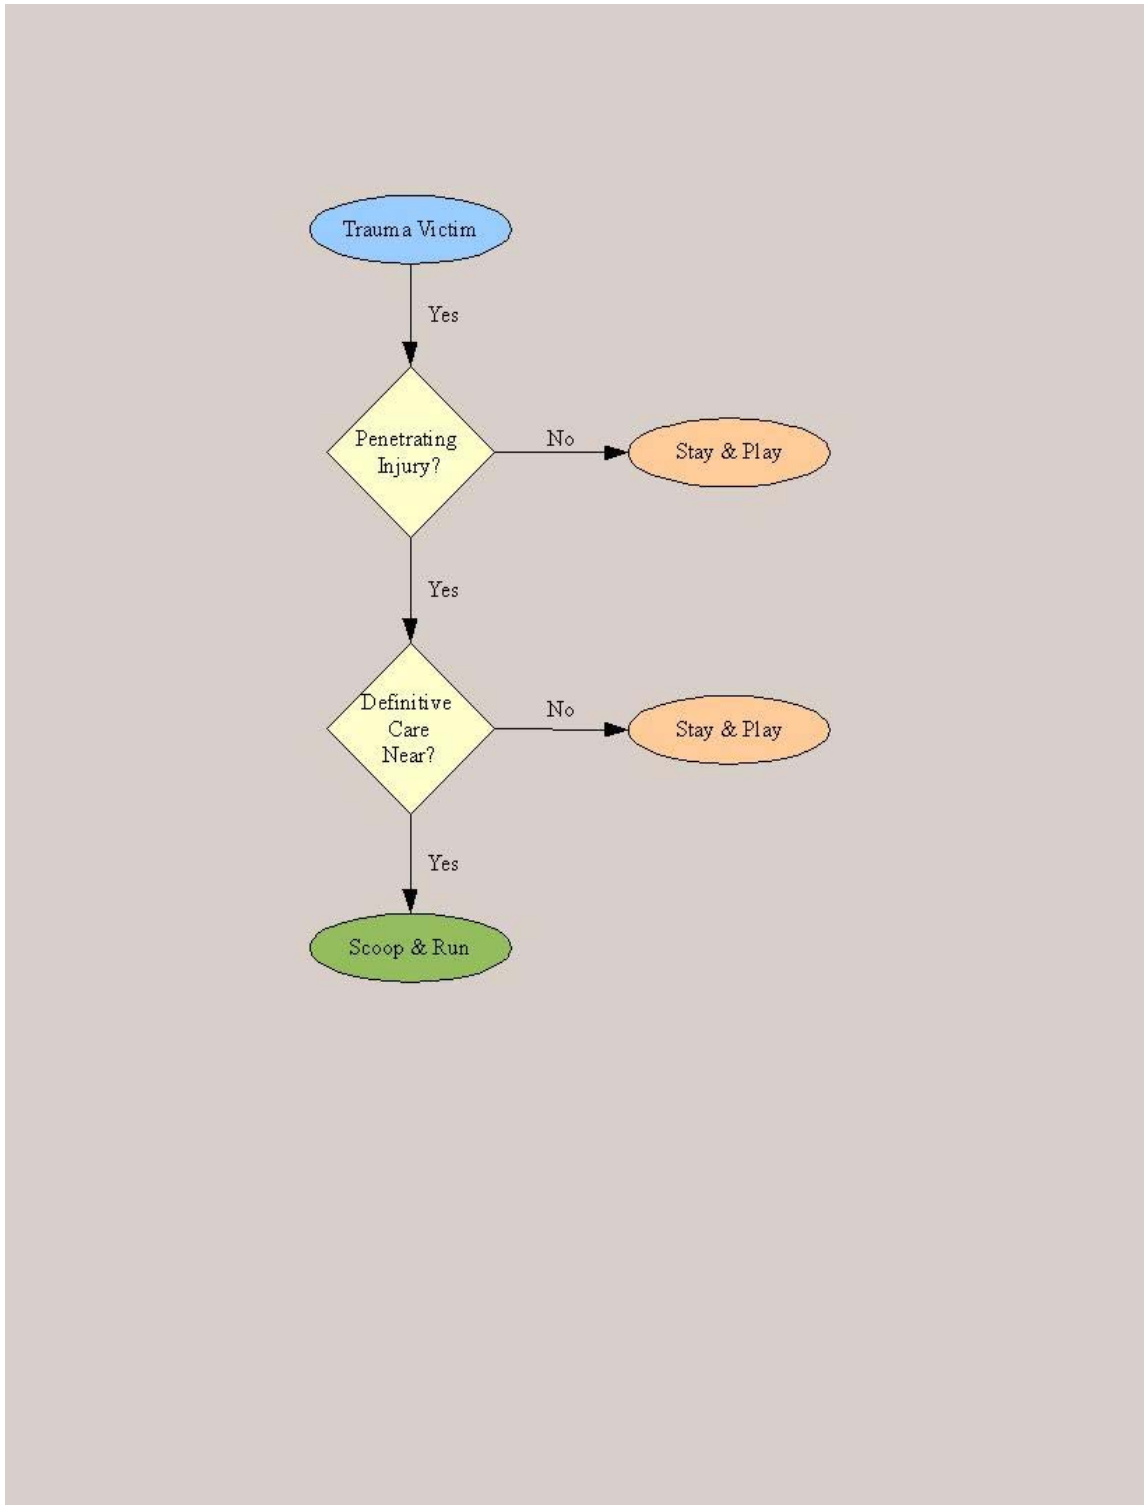 Trauma Victim
Yes
Penetrating
Injury?
No
Stay & Play
Yes
Definitive
Care
Near?
No
Stay & Play
Yes
Scoop & Run